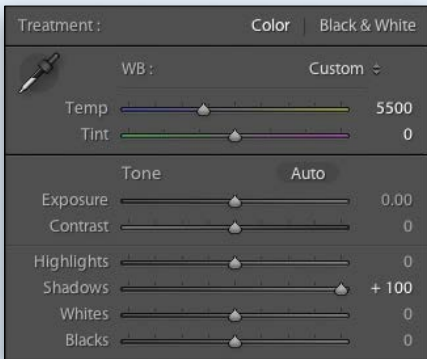 Treatment : Color | Black & White
WB : Custom
Temp 5500
Tint 0
Tone Auto
Exposure 0.00
Contrast 0
Highlights 0
Shadows + 100
Whites 0
Blacks 0